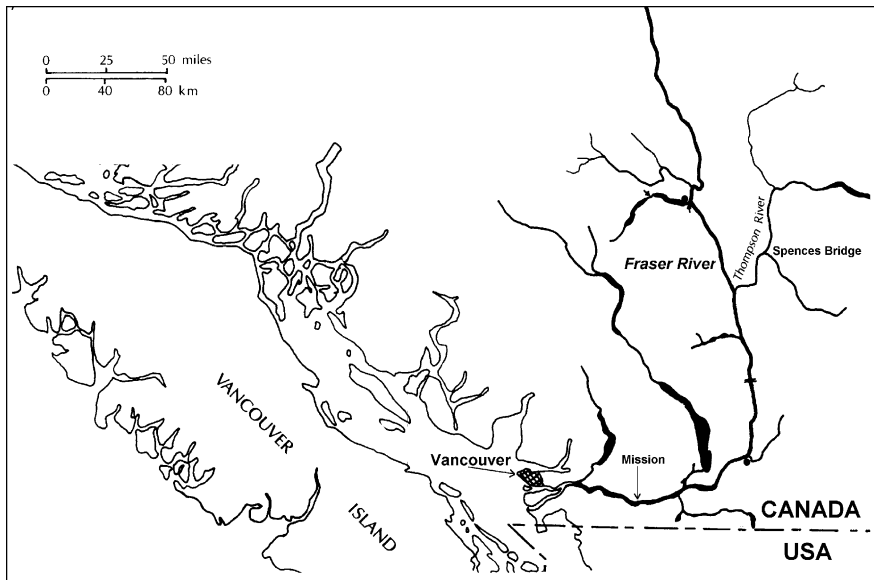 0 25 50 miles
0 40 80 km
Fraser River
Thompson River
Spences Bridge
VANCOUVER
ISLAND
Vancouver
Mission
CANADA
USA